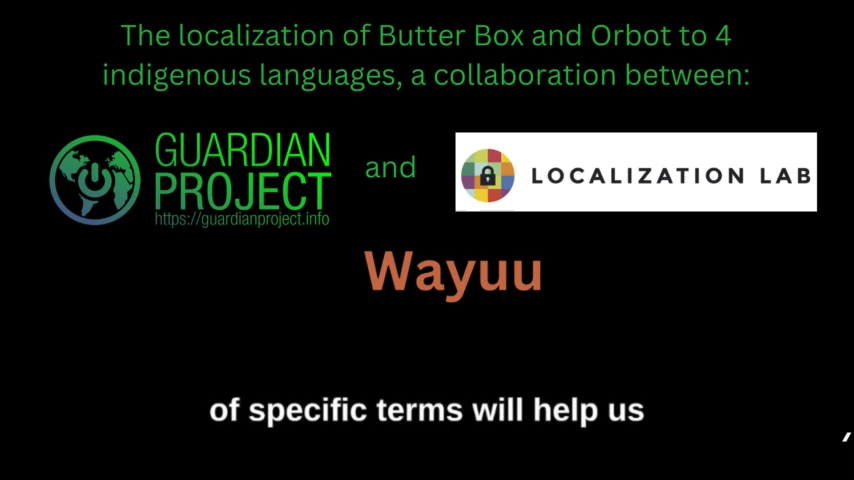 The localization of Butter Box and Orbot to 4
indigenous languages, a collaboration between:
GUARDIAN
PROJECT
https://guardianproject.info
and
LOCALIZATION LAB
Wayuu
of specific terms will help us